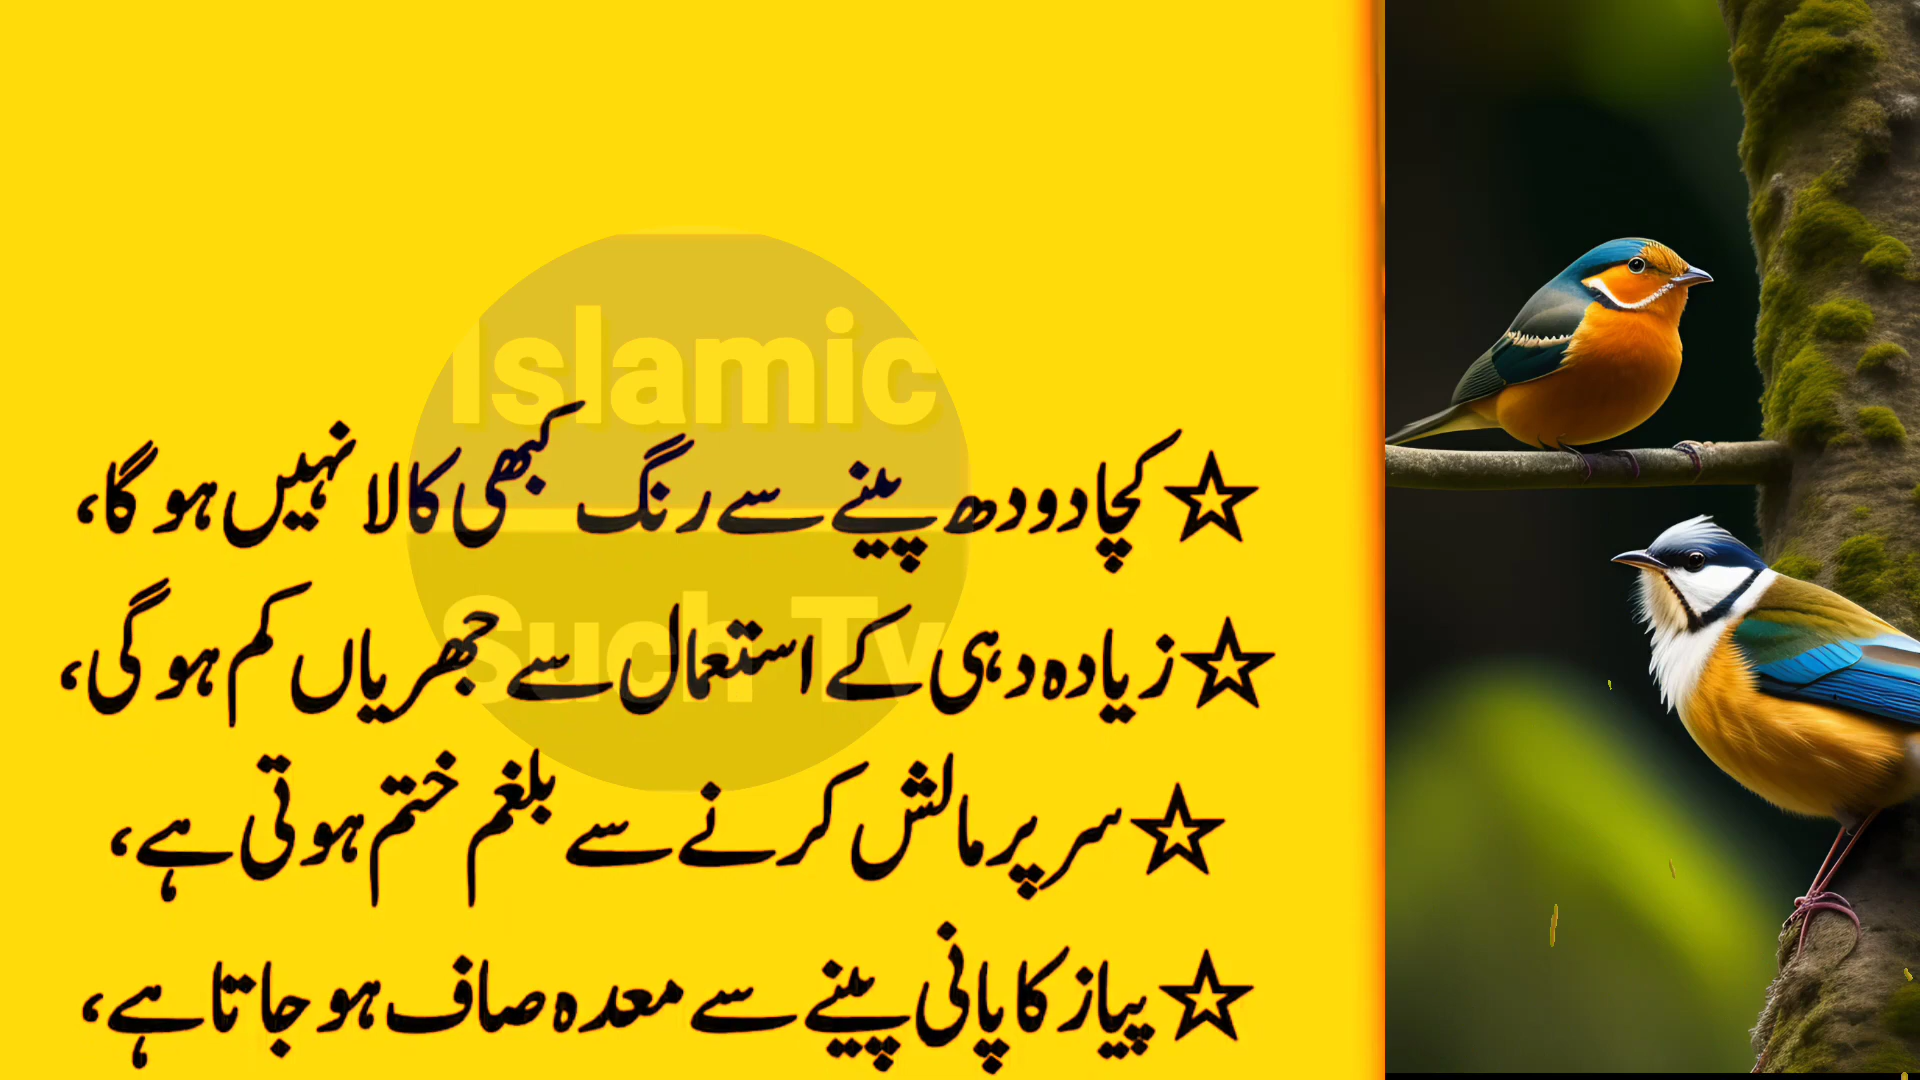 Islamic
Such Tv
☆ کچا دودھ پینے سے رنگ کبھی کالا نہیں ہو گا،
☆ زیادہ دہی کے استعمال سے جھریاں کم ہو گی،
☆ سر پر مالش کرنے سے بلغم ختم ہوتی ہے،
☆ پیاز کا پانی پینے سے معدہ صاف ہو جاتا ہے،